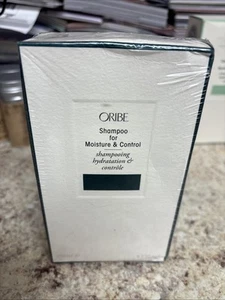 ORIBE
Shampoo
for
Moisture & Control
shampooing
hydratation &
contrôle